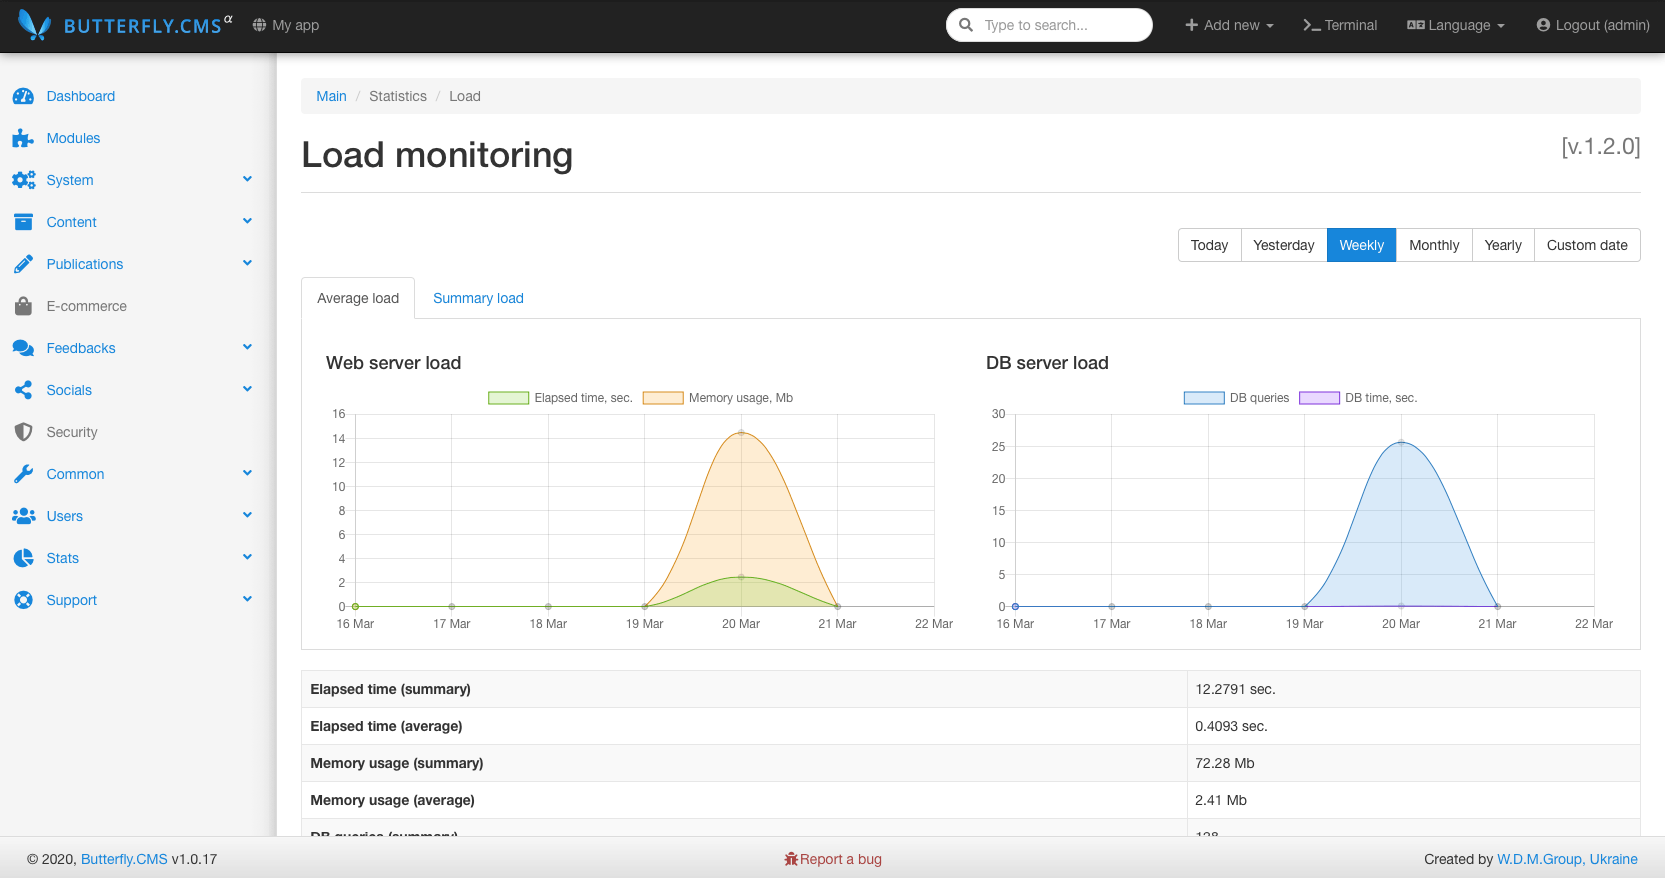 BUTTERFLY.CMS α My app Type to search... Add new Terminal Language Logout (admin)
Dashboard
Modules
System
Content
Publications
E-commerce
Feedbacks
Socials
Security
Common
Users
Stats
Support
Main / Statistics / Load
Load monitoring [v.1.2.0]
Today Yesterday Weekly Monthly Yearly Custom date
Average load Summary load
Web server load
Elapsed time, sec. Memory usage, Mb
16
14
12
10
8
6
4
2
0
16 Mar 17 Mar 18 Mar 19 Mar 20 Mar 21 Mar 22 Mar
DB server load
DB queries DB time, sec.
30
25
20
15
10
5
0
16 Mar 17 Mar 18 Mar 19 Mar 20 Mar 21 Mar 22 Mar
Elapsed time (summary) 12.2791 sec.
Elapsed time (average) 0.4093 sec.
Memory usage (summary) 72.28 Mb
Memory usage (average) 2.41 Mb
DB queries (summary) 128
© 2020, Butterfly.CMS v1.0.17 Report a bug Created by W.D.M.Group, Ukraine